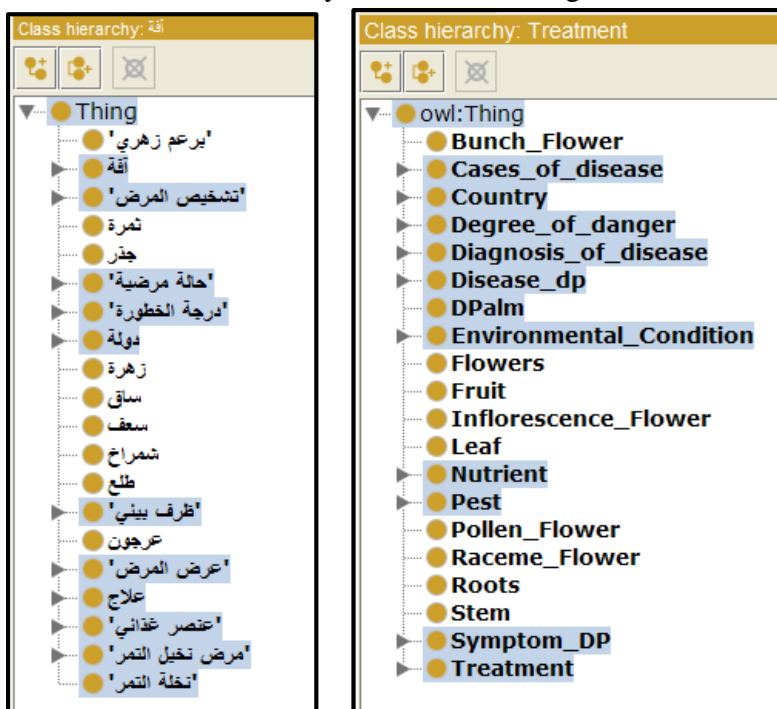 Class hierarchy: آفة
Thing
'برعم زهري'
آفة
'تشخيص المرض'
ثمرة
جذر
'حالة مرضية'
'درجة الخطورة'
دولة
زهرة
ساق
سعف
شمراخ
طلع
'ظرف بيئي'
عرجون
'عرض المرض'
علاج
'عنصر غذائي'
'مرض نخيل التمر'
'نخلة التمر'
Class hierarchy: Treatment
owl:Thing
Bunch_Flower
Cases_of_disease
Country
Degree_of_danger
Diagnosis_of_disease
Disease_dp
DPalm
Environmental_Condition
Flowers
Fruit
Inflorescence_Flower
Leaf
Nutrient
Pest
Pollen_Flower
Raceme_Flower
Roots
Stem
Symptom_DP
Treatment